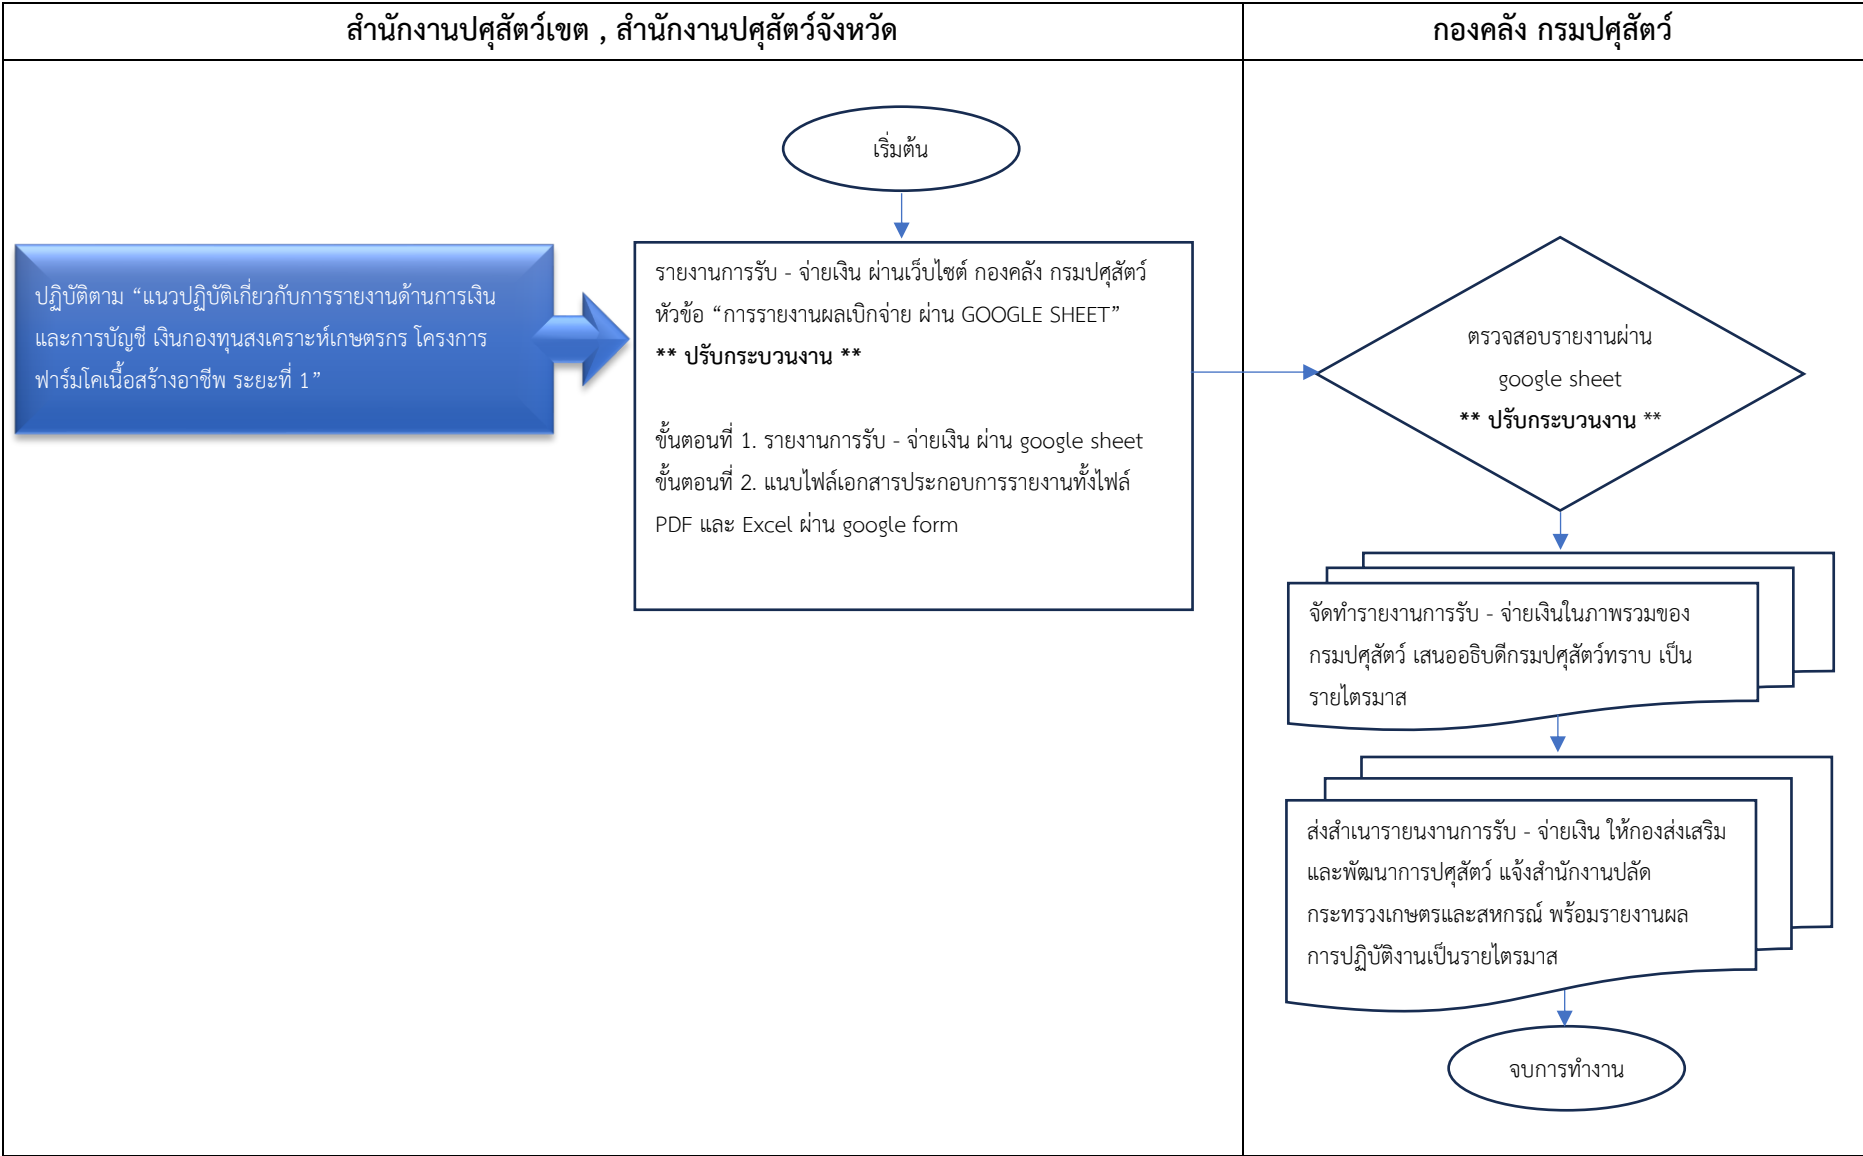 สำนักงานปศุสัตว์เขต , สำนักงานปศุสัตว์จังหวัด
กองคลัง กรมปศุสัตว์
เริ่มต้น
ปฏิบัติตาม “แนวปฏิบัติเกี่ยวกับการรายงานด้านการเงิน
และการบัญชี เงินกองทุนสงเคราะห์เกษตรกร โครงการ
ฟาร์มโคเนื้อสร้างอาชีพ ระยะที่ 1”
รายงานการรับ - จ่ายเงิน ผ่านเว็บไซต์ กองคลัง กรมปศุสัตว์
หัวข้อ “การรายงานผลเบิกจ่าย ผ่าน GOOGLE SHEET”
** ปรับกระบวนงาน **
ขั้นตอนที่ 1. รายงานการรับ - จ่ายเงิน ผ่าน google sheet
ขั้นตอนที่ 2. แนบไฟล์เอกสารประกอบการรายงานทั้งไฟล์
PDF และ Excel ผ่าน google form
ตรวจสอบรายงานผ่าน
google sheet
** ปรับกระบวนงาน **
จัดทำรายงานการรับ - จ่ายเงินในภาพรวมของ
กรมปศุสัตว์ เสนออธิบดีกรมปศุสัตว์ทราบ เป็น
รายไตรมาส
ส่งสำเนารายนงานการรับ - จ่ายเงิน ให้กองส่งเสริม
และพัฒนาการปศุสัตว์ แจ้งสำนักงานปลัด
กระทรวงเกษตรและสหกรณ์ พร้อมรายงานผล
การปฏิบัติงานเป็นรายไตรมาส
จบการทำงาน